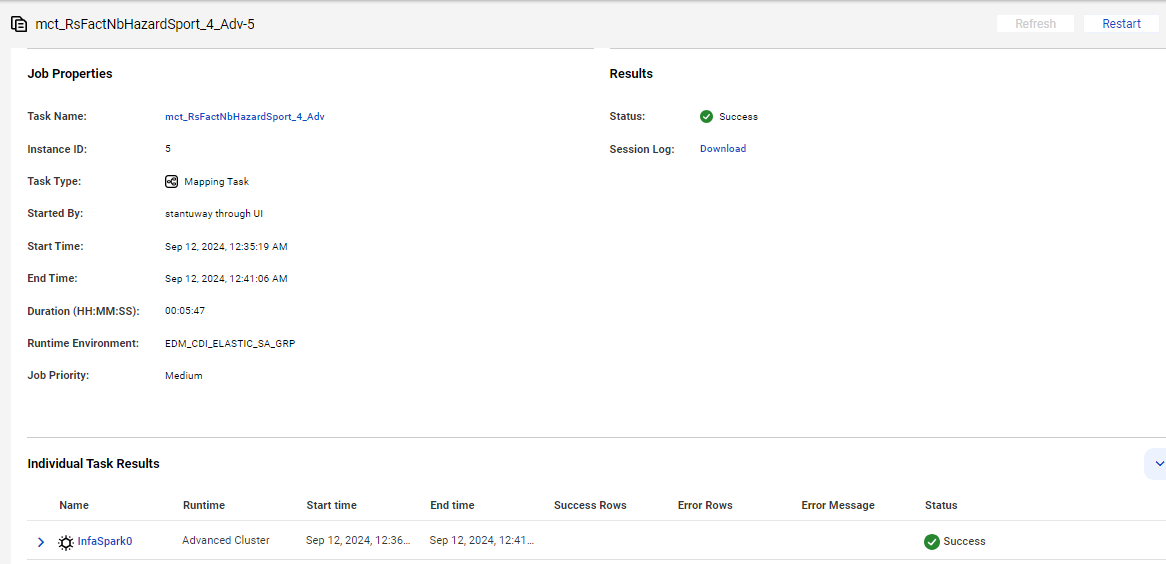 mct_RsFactNbHazardSport_4_Adv-5
Refresh
Restart
Job Properties
Task Name: mct_RsFactNbHazardSport_4_Adv
Instance ID: 5
Task Type: Mapping Task
Started By: stantuway through UI
Start Time: Sep 12, 2024, 12:35:19 AM
End Time: Sep 12, 2024, 12:41:06 AM
Duration (HH:MM:SS): 00:05:47
Runtime Environment: EDM_CDI_ELASTIC_SA_GRP
Job Priority: Medium
Results
Status: Success
Session Log: Download
Individual Task Results
Name Runtime Start time End time Success Rows Error Rows Error Message Status
InfaSpark0 Advanced Cluster Sep 12, 2024, 12:36... Sep 12, 2024, 12:41... Success